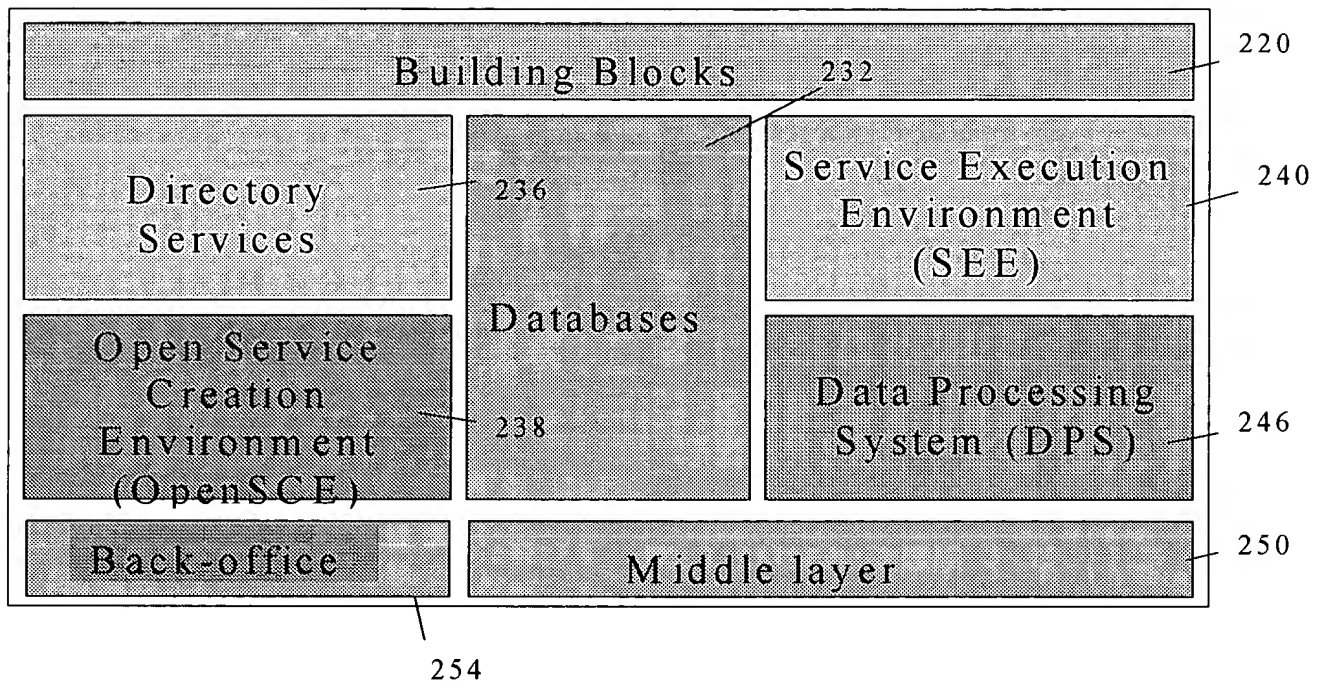 Building Blocks
232
220
Directory
Services
236
Databases
Service Execution
Environment
(SEE)
240
Open Service
Creation
Environment
(OpenSCE)
238
Data Processing
System (DPS)
246
Back-office
Middle layer
250
254